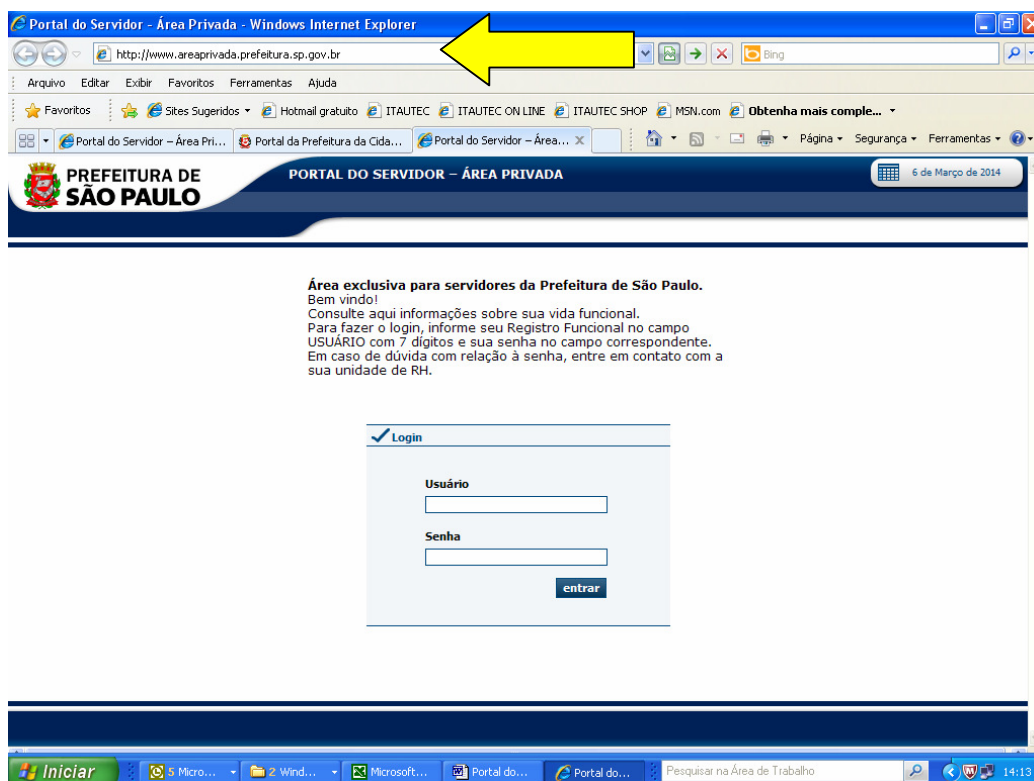 Portal do Servidor - Área Privada - Windows Internet Explorer
http://www.areaprivada.prefeitura.sp.gov.br
Bing
Arquivo Editar Exibir Favoritos Ferramentas Ajuda
Favoritos Sites Sugeridos Hotmail gratuito ITAUTEC ITAUTEC ON LINE ITAUTEC SHOP MSN.com Obtenha mais comple...
Portal do Servidor – Área Pri... Portal da Prefeitura da Cida... Portal do Servidor – Área... X Página Segurança Ferramentas
PREFEITURA DE
SÃO PAULO
PORTAL DO SERVIDOR – ÁREA PRIVADA
6 de Março de 2014
Área exclusiva para servidores da Prefeitura de São Paulo.
Bem vindo!
Consulte aqui informações sobre sua vida funcional.
Para fazer o login, informe seu Registro Funcional no campo
USUÁRIO com 7 dígitos e sua senha no campo correspondente.
Em caso de dúvida com relação à senha, entre em contato com a
sua unidade de RH.
Login
Usuário
Senha
entrar
Iniciar 5 Micro... 2 Wind... Microsoft... Portal do... Portal do... Pesquisar na Área de Trabalho 14:13